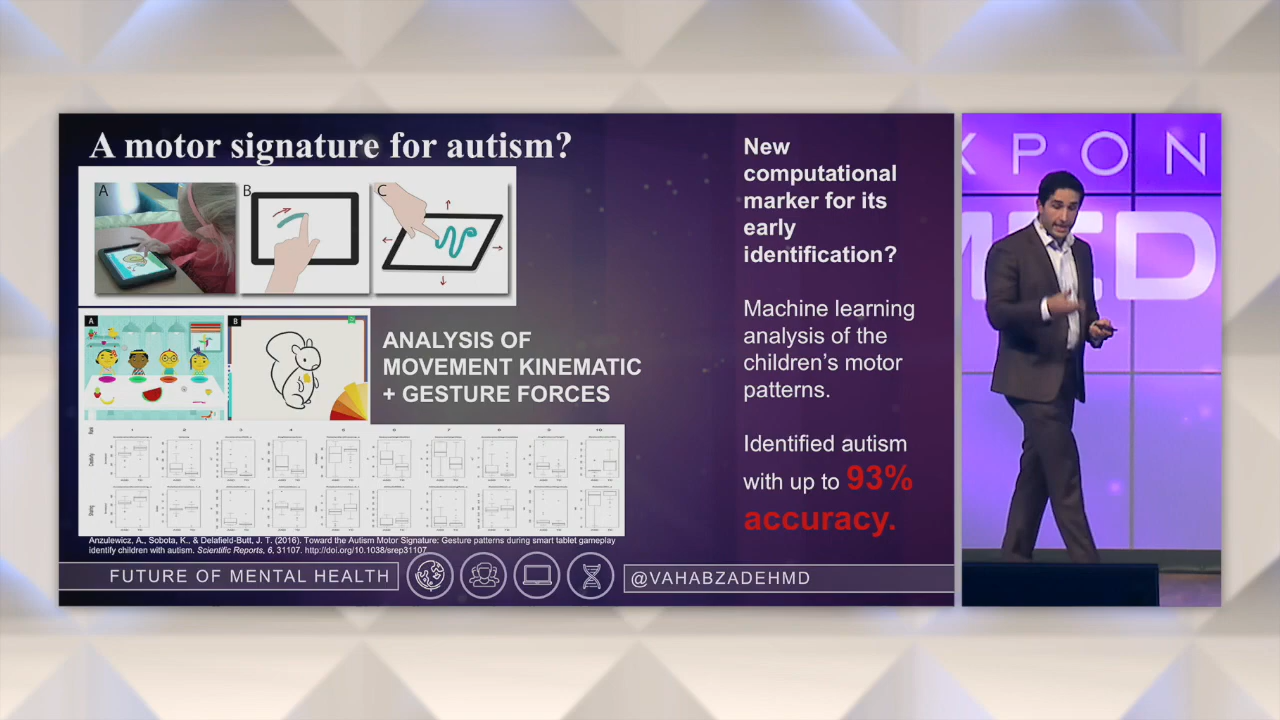 A motor signature for autism?
A
B
C
A
B
ANALYSIS OF
MOVEMENT KINEMATIC
+ GESTURE FORCES
Anzulewicz, A., Sobota, K., & Delafield-Butt, J. T. (2016). Toward the Autism Motor Signature: Gesture patterns during smart tablet gameplay
identify children with autism. Scientific Reports, 6, 31107. http://doi.org/10.1038/srep31107
New
computational
marker for its
early
identification?
Machine learning
analysis of the
children's motor
patterns.
Identified autism
with up to 93%
accuracy.
FUTURE OF MENTAL HEALTH
@VAHABZADEHMD
XPON
MED